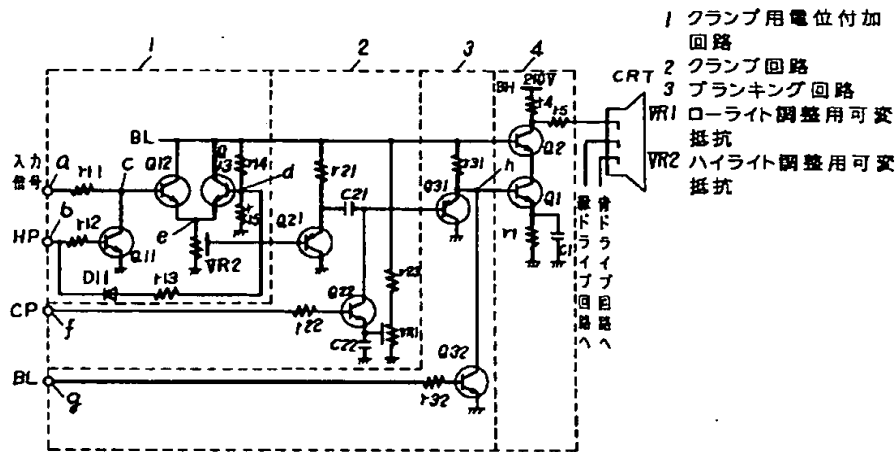 1 クランプ用電位付加
回路
2 クランプ回路
3 ブランキング回路
VR1 ローライト調整用可変
抵抗
VR2 ハイライト調整用可変
抵抗
1
2
3
4
BH 210V
r4
r5
CRT
BL
入力
信号
a
r11
c
Q12
Q13
r14
d
r15
r21
C21
Q31
r31
h
Q2
Q1
b
HP
r12
Q11
e
VR2
Q21
r1
C1
D11
r13
r23
CP
f
r22
Q22
C22
VR1
Q32
BL
g
r32
緑ドライブ回路へ
青ドライブ回路へ